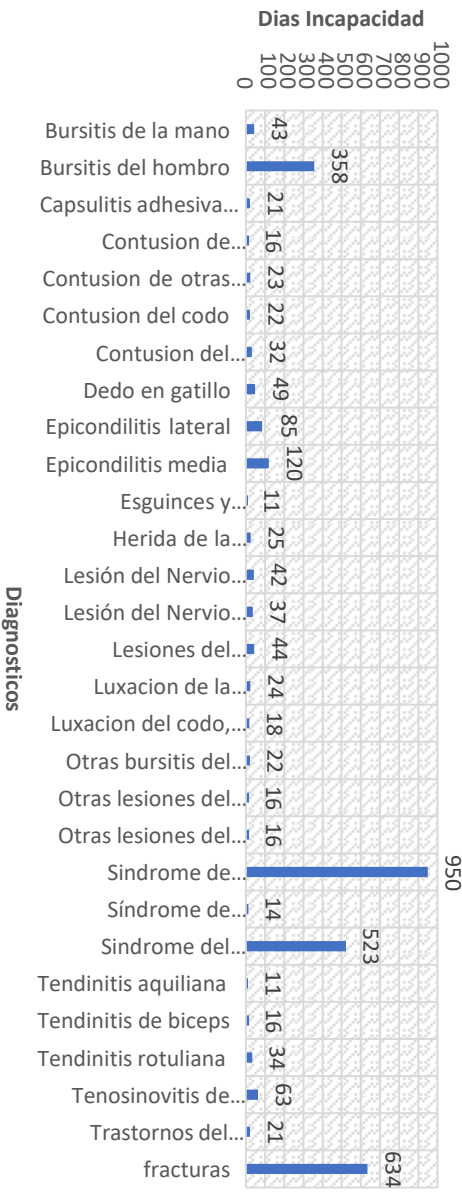 Dias Incapacidad
1000
900
800
700
600
500
400
300
200
100
0
Bursitis de la mano
43
Bursitis del hombro
358
Capsulitis adhesiva...
21
Contusion de...
16
Contusion de otras...
23
Contusion del codo
22
Contusion del...
32
Dedo en gatillo
49
Epicondilitis lateral
85
Epicondilitis media
120
Esguinces y...
11
Herida de la...
25
Lesión del Nervio...
42
Lesión del Nervio...
37
Lesiones del...
44
Luxacion de la...
24
Luxacion del codo,...
18
Otras bursitis del...
22
Otras lesiones del...
16
Otras lesiones del...
16
Sindrome de...
950
Síndrome de...
14
Sindrome del...
523
Tendinitis aquiliana
11
Tendinitis de biceps
16
Tendinitis rotuliana
34
Tenosinovitis de...
63
Trastornos del...
21
fracturas
634
Diagnosticos